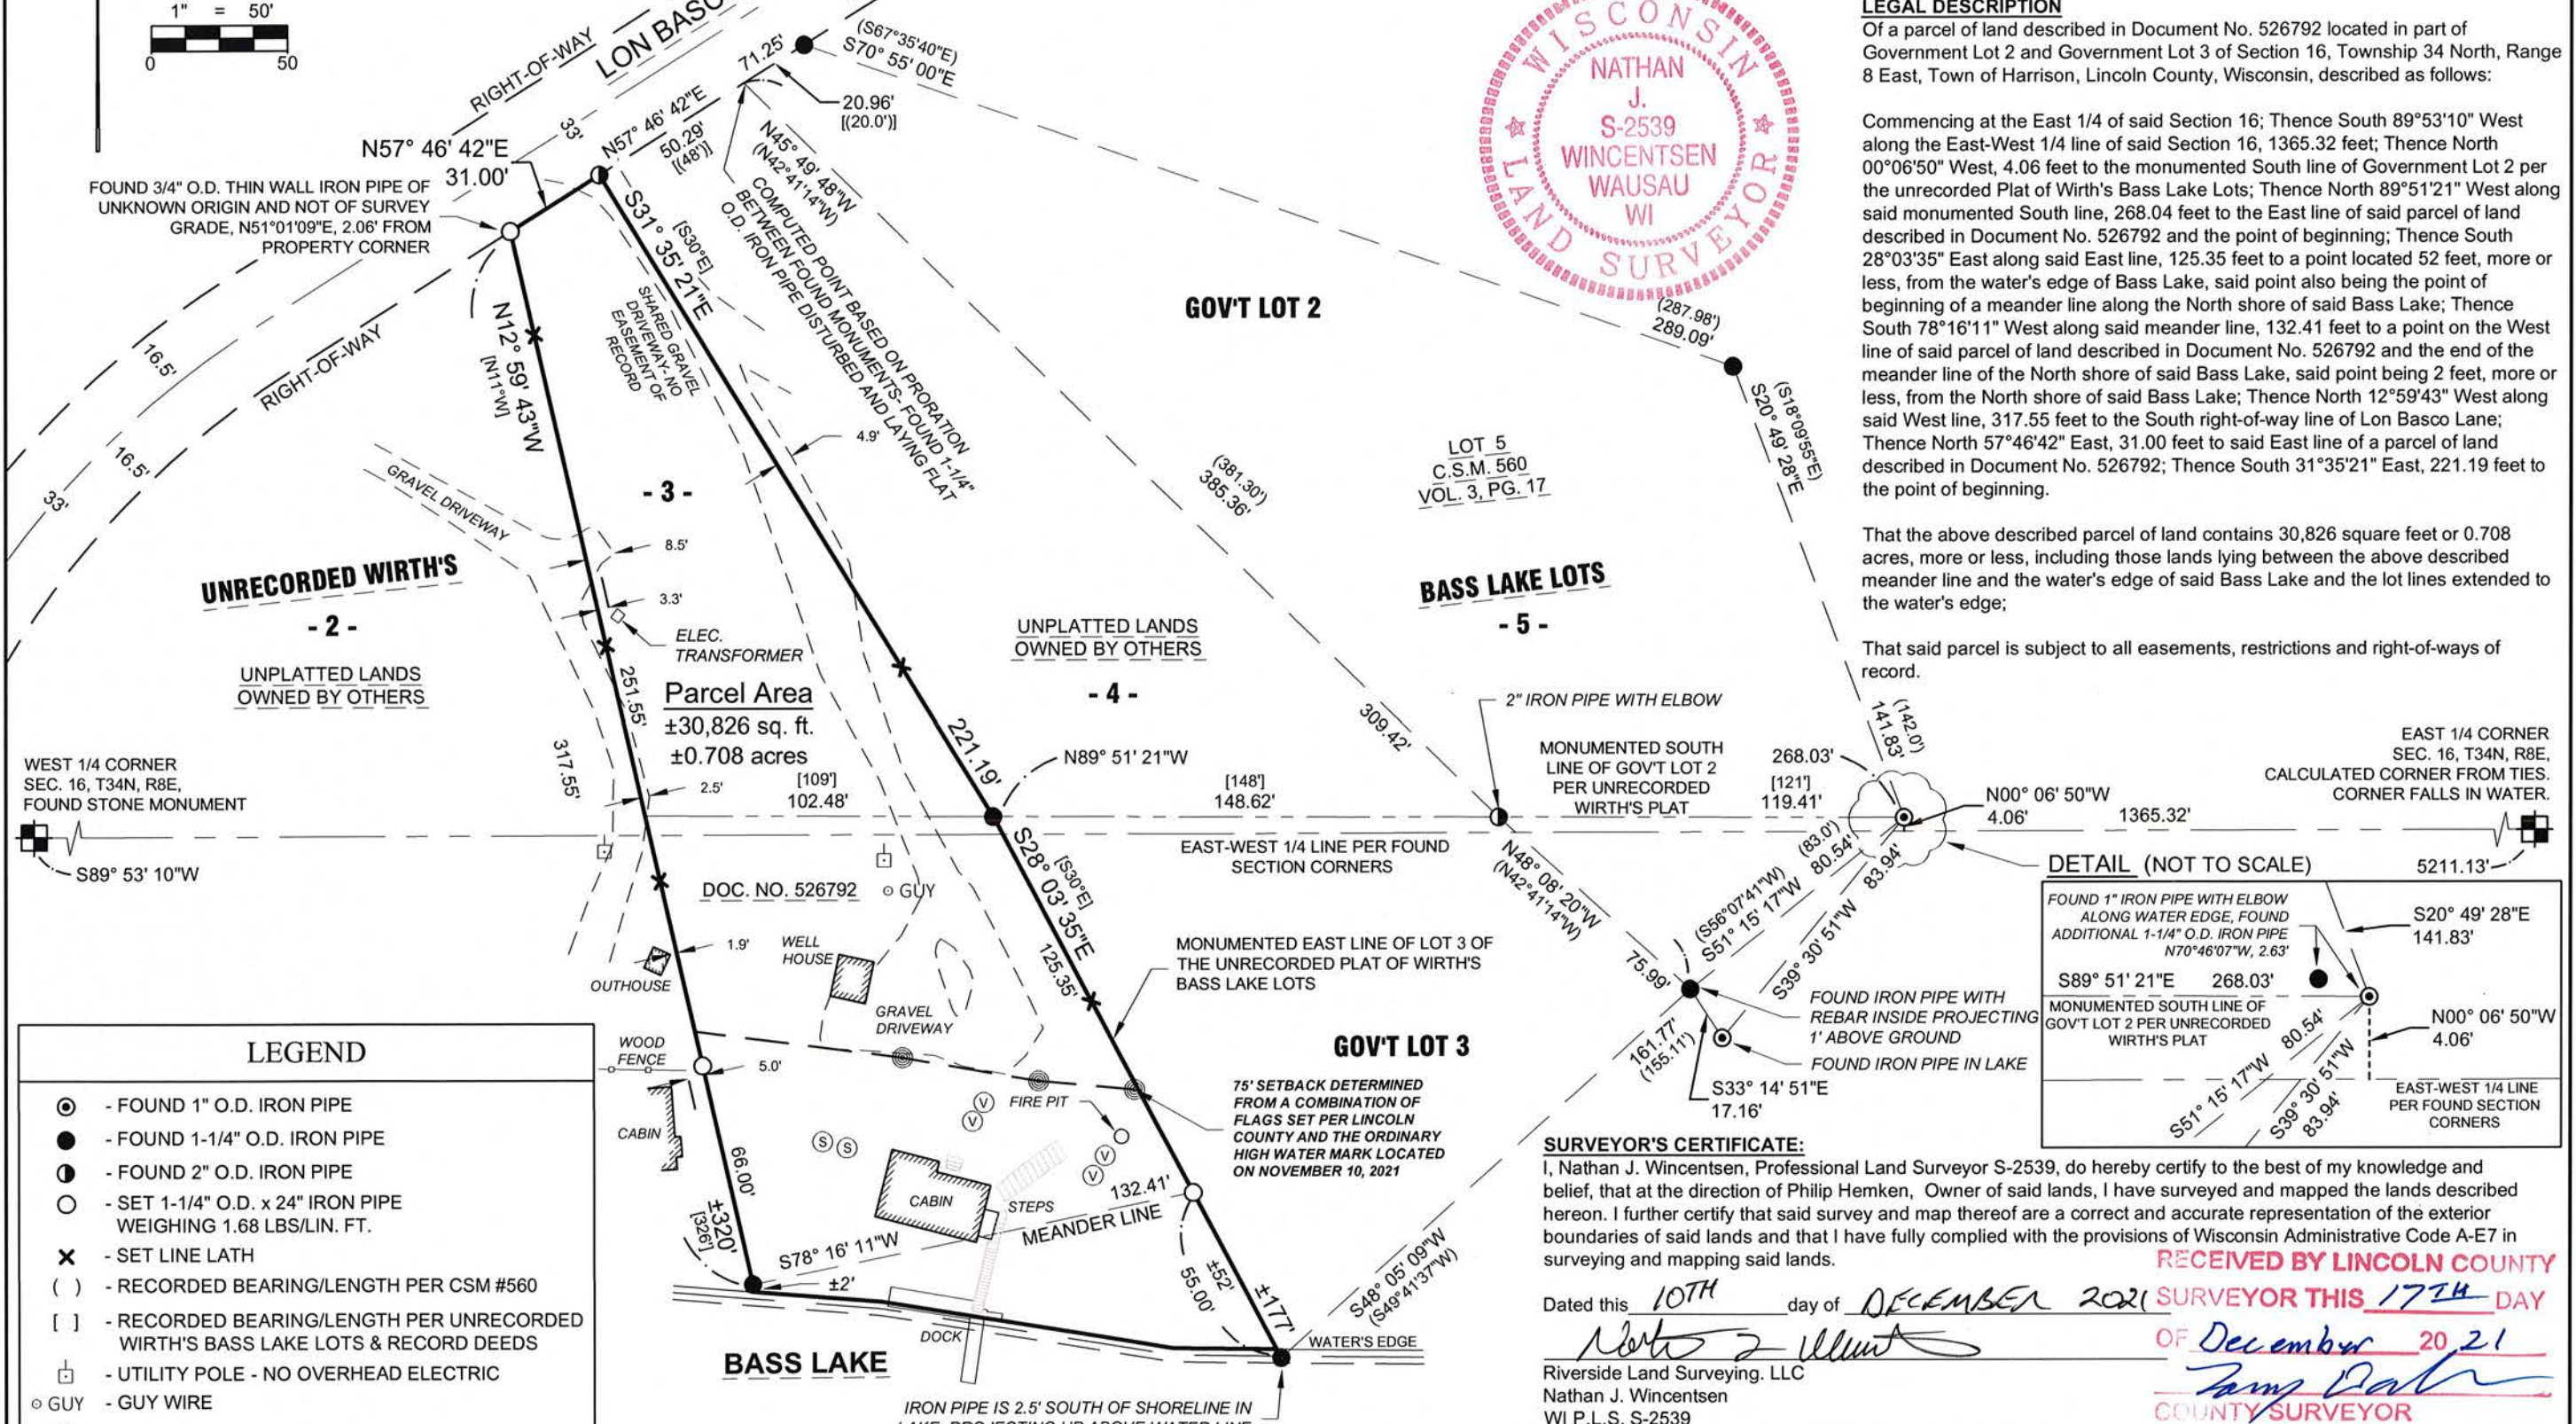 1" = 50'
0 50
RIGHT-OF-WAY
LON BASCO
33'
71.25'
(S67°35'40"E)
S70° 55' 00"E
20.96'
[(20.0')]
N57° 46' 42"E
50.29'
[(48')]
N57° 46' 42"E
31.00'
FOUND 3/4" O.D. THIN WALL IRON PIPE OF
UNKNOWN ORIGIN AND NOT OF SURVEY
GRADE, N51°01'09"E, 2.06' FROM
PROPERTY CORNER
N45° 49' 48"W
(N42°41'14"W)
COMPUTED POINT BASED ON PRORATION
BETWEEN FOUND MONUMENTS- FOUND 1-1/4"
O.D. IRON PIPE DISTURBED AND LAYING FLAT
S31° 35' 21"E
[S30°E]
SHARED GRAVEL
DRIVEWAY- NO
EASEMENT OF
RECORD
N12° 59' 43"W
[N11°W]
16.5'
RIGHT-OF-WAY
16.5'
33'
GRAVEL DRIVEWAY
4.9'
- 3 -
8.5'
3.3'
ELEC.
TRANSFORMER
UNRECORDED WIRTH'S
- 2 -
UNPLATTED LANDS
OWNED BY OTHERS
251.55'
317.55'
Parcel Area
±30,826 sq. ft.
±0.708 acres
2.5'
[109']
102.48'
221.19'
N89° 51' 21"W
UNPLATTED LANDS
OWNED BY OTHERS
- 4 -
[148']
148.62'
GOV'T LOT 2
(381.30')
385.36'
309.42'
(287.98')
289.09'
(S18°09'55"E)
S20° 49' 28"E
LOT 5
C.S.M. 560
VOL. 3, PG. 17
BASS LAKE LOTS
- 5 -
2" IRON PIPE WITH ELBOW
MONUMENTED SOUTH
LINE OF GOV'T LOT 2
PER UNRECORDED
WIRTH'S PLAT
268.03'
[121']
119.41'
(142.0')
141.83'
N00° 06' 50"W
4.06'
1365.32'
EAST 1/4 CORNER
SEC. 16, T34N, R8E,
CALCULATED CORNER FROM TIES.
CORNER FALLS IN WATER.
5211.13'
WEST 1/4 CORNER
SEC. 16, T34N, R8E,
FOUND STONE MONUMENT
S89° 53' 10"W
EAST-WEST 1/4 LINE PER FOUND
SECTION CORNERS
DOC. NO. 526792
GUY
S28° 03' 35"E
[S30°E]
125.35'
MONUMENTED EAST LINE OF LOT 3 OF
THE UNRECORDED PLAT OF WIRTH'S
BASS LAKE LOTS
N48° 08' 20"W
(N42°41'14"W)
75.99'
(83.0')
80.54'
(S56°07'41"W)
S51° 15' 17"W
83.94'
S39° 30' 51"W
FOUND IRON PIPE WITH
REBAR INSIDE PROJECTING
1' ABOVE GROUND
FOUND IRON PIPE IN LAKE
S33° 14' 51"E
17.16'
161.77'
(155.11')
S48° 05' 09"W
(S49°41'37"W)
1.9'
OUTHOUSE
WELL
HOUSE
GRAVEL
DRIVEWAY
WOOD
FENCE
5.0'
CABIN
66.00'
±320'
[326']
FIRE PIT
V
V
V
V
S
S
CABIN
STEPS
132.41'
MEANDER LINE
S78° 16' 11"W
±2'
DOCK
±52'
55.00'
±177'
WATER'S EDGE
BASS LAKE
IRON PIPE IS 2.5' SOUTH OF SHORELINE IN
LAKE, PROJECTING UP ABOVE WATER LINE
GOV'T LOT 3
75' SETBACK DETERMINED
FROM A COMBINATION OF
FLAGS SET PER LINCOLN
COUNTY AND THE ORDINARY
HIGH WATER MARK LOCATED
ON NOVEMBER 10, 2021
LEGEND
- FOUND 1" O.D. IRON PIPE
- FOUND 1-1/4" O.D. IRON PIPE
- FOUND 2" O.D. IRON PIPE
- SET 1-1/4" O.D. x 24" IRON PIPE
WEIGHING 1.68 LBS/LIN. FT.
- SET LINE LATH
( ) - RECORDED BEARING/LENGTH PER CSM #560
[ ] - RECORDED BEARING/LENGTH PER UNRECORDED
WIRTH'S BASS LAKE LOTS & RECORD DEEDS
- UTILITY POLE - NO OVERHEAD ELECTRIC
GUY - GUY WIRE
WISCONSIN
NATHAN
J.
S-2539
WINCENTSEN
WAUSAU
WI
LAND SURVEYOR
LEGAL DESCRIPTION
Of a parcel of land described in Document No. 526792 located in part of
Government Lot 2 and Government Lot 3 of Section 16, Township 34 North, Range
8 East, Town of Harrison, Lincoln County, Wisconsin, described as follows:
Commencing at the East 1/4 of said Section 16; Thence South 89°53'10" West
along the East-West 1/4 line of said Section 16, 1365.32 feet; Thence North
00°06'50" West, 4.06 feet to the monumented South line of Government Lot 2 per
the unrecorded Plat of Wirth's Bass Lake Lots; Thence North 89°51'21" West along
said monumented South line, 268.04 feet to the East line of said parcel of land
described in Document No. 526792 and the point of beginning; Thence South
28°03'35" East along said East line, 125.35 feet to a point located 52 feet, more or
less, from the water's edge of Bass Lake, said point also being the point of
beginning of a meander line along the North shore of said Bass Lake; Thence
South 78°16'11" West along said meander line, 132.41 feet to a point on the West
line of said parcel of land described in Document No. 526792 and the end of the
meander line of the North shore of said Bass Lake, said point being 2 feet, more or
less, from the North shore of said Bass Lake; Thence North 12°59'43" West along
said West line, 317.55 feet to the South right-of-way line of Lon Basco Lane;
Thence North 57°46'42" East, 31.00 feet to said East line of a parcel of land
described in Document No. 526792; Thence South 31°35'21" East, 221.19 feet to
the point of beginning.
That the above described parcel of land contains 30,826 square feet or 0.708
acres, more or less, including those lands lying between the above described
meander line and the water's edge of said Bass Lake and the lot lines extended to
the water's edge;
That said parcel is subject to all easements, restrictions and right-of-ways of
record.
DETAIL (NOT TO SCALE)
FOUND 1" IRON PIPE WITH ELBOW
ALONG WATER EDGE, FOUND
ADDITIONAL 1-1/4" O.D. IRON PIPE
N70°46'07"W, 2.63'
S20° 49' 28"E
141.83'
S89° 51' 21"E 268.03'
MONUMENTED SOUTH LINE OF
GOV'T LOT 2 PER UNRECORDED
WIRTH'S PLAT
N00° 06' 50"W
4.06'
S51° 15' 17"W 80.54'
S39° 30' 51"W
83.94'
EAST-WEST 1/4 LINE
PER FOUND SECTION
CORNERS
SURVEYOR'S CERTIFICATE:
I, Nathan J. Wincentsen, Professional Land Surveyor S-2539, do hereby certify to the best of my knowledge and
belief, that at the direction of Philip Hemken, Owner of said lands, I have surveyed and mapped the lands described
hereon. I further certify that said survey and map thereof are a correct and accurate representation of the exterior
boundaries of said lands and that I have fully complied with the provisions of Wisconsin Administrative Code A-E7 in
surveying and mapping said lands.
Dated this 10TH day of DECEMBER 2021
Riverside Land Surveying. LLC
Nathan J. Wincentsen
WI P.L.S. S-2539
RECEIVED BY LINCOLN COUNTY
SURVEYOR THIS 17TH DAY
OF December 20 21
COUNTY SURVEYOR